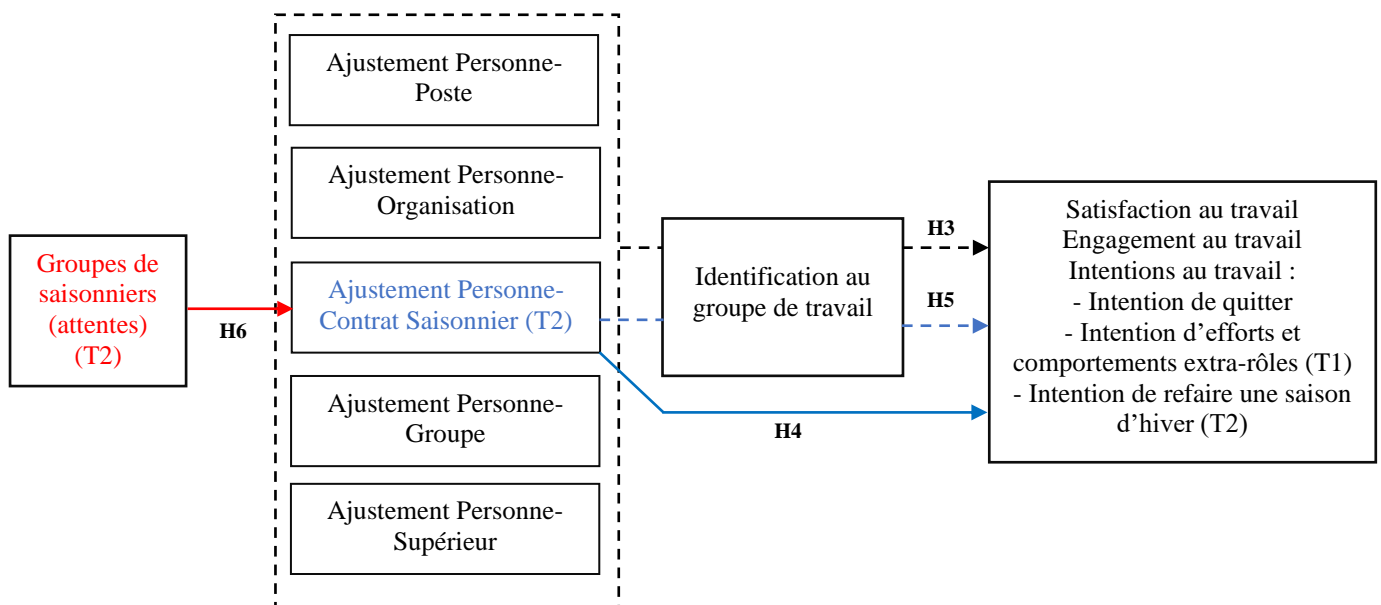 Groupes de
saisonniers
(attentes)
(T2)
H6
Ajustement Personne-
Poste
Ajustement Personne-
Organisation
Ajustement Personne-
Contrat Saisonnier (T2)
Ajustement Personne-
Groupe
Ajustement Personne-
Supérieur
Identification au
groupe de travail
H3
H5
H4
Satisfaction au travail
Engagement au travail
Intentions au travail :
- Intention de quitter
- Intention d’efforts et
comportements extra-rôles (T1)
- Intention de refaire une saison
d’hiver (T2)